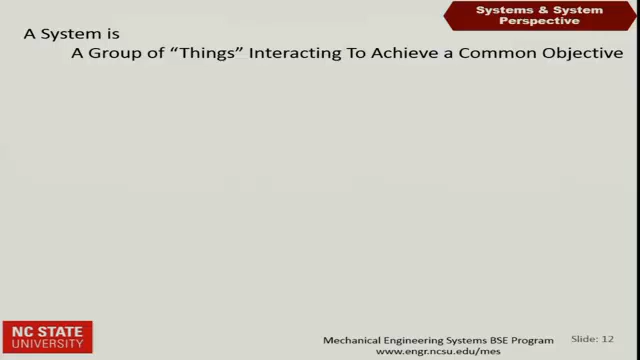 Systems & System
Perspective
A System is
A Group of “Things” Interacting To Achieve a Common Objective
NC STATE
UNIVERSITY
Mechanical Engineering Systems BSE Program
www.engr.ncsu.edu/mes
Slide: 12